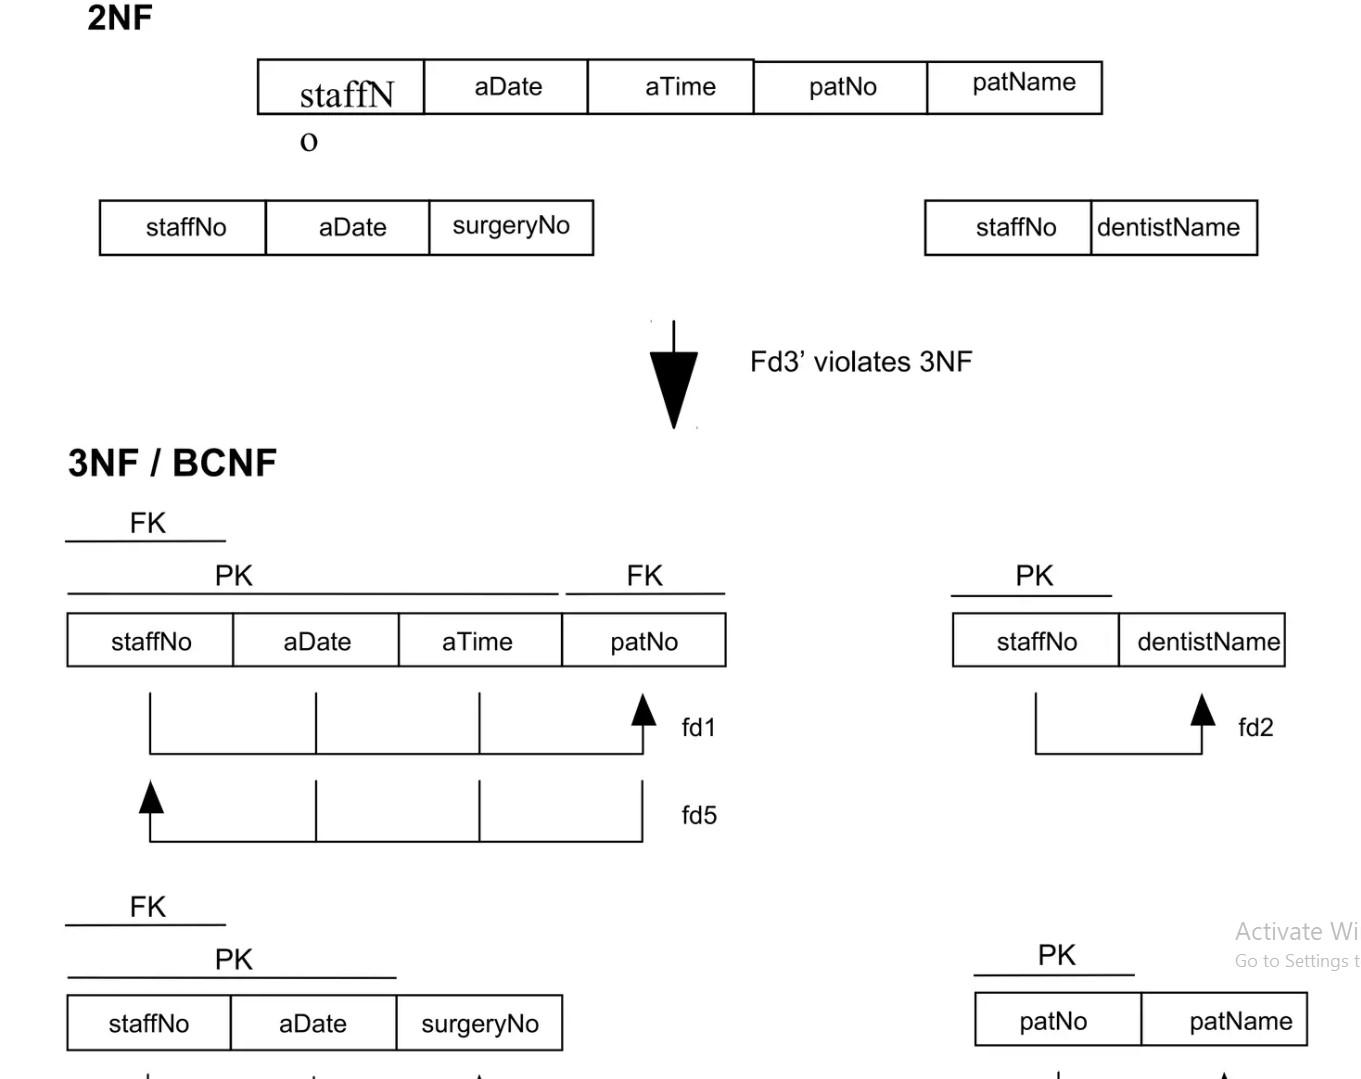 2NF
staffN
o
aDate
aTime
patNo
patName
staffNo
aDate
surgeryNo
staffNo
dentistName
Fd3’ violates 3NF
3NF / BCNF
FK
PK
FK
PK
staffNo
aDate
aTime
patNo
staffNo
dentistName
fd1
fd2
fd5
FK
PK
PK
staffNo
aDate
surgeryNo
patNo
patName
Activate Wi
Go to Settings t